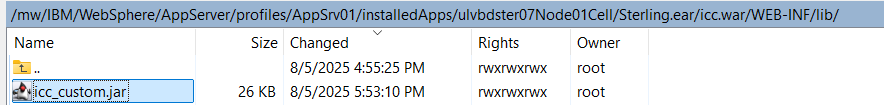 /mw/IBM/WebSphere/AppServer/profiles/AppSrv01/installedApps/ulvbdster07Node01Cell/Sterling.ear/icc.war/WEB-INF/lib/
Name Size Changed Rights Owner
.. 8/5/2025 4:55:25 PM rwxrwxrwx root
icc_custom.jar 26 KB 8/5/2025 5:53:10 PM rwxrwxrwx root